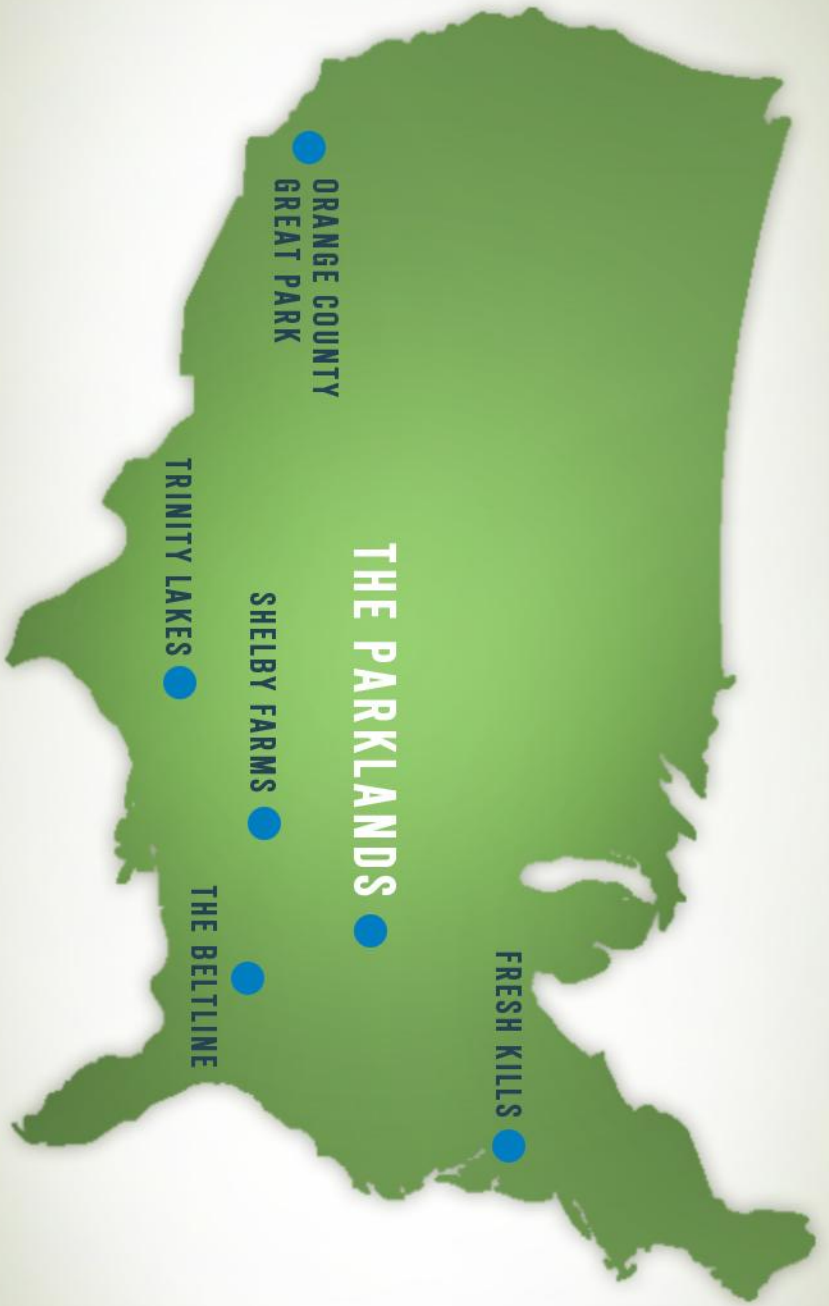 FRESH KILLS
THE PARKLANDS
ORANGE COUNTY
GREAT PARK
SHELBY FARMS
THE BELTLINE
TRINITY LAKES